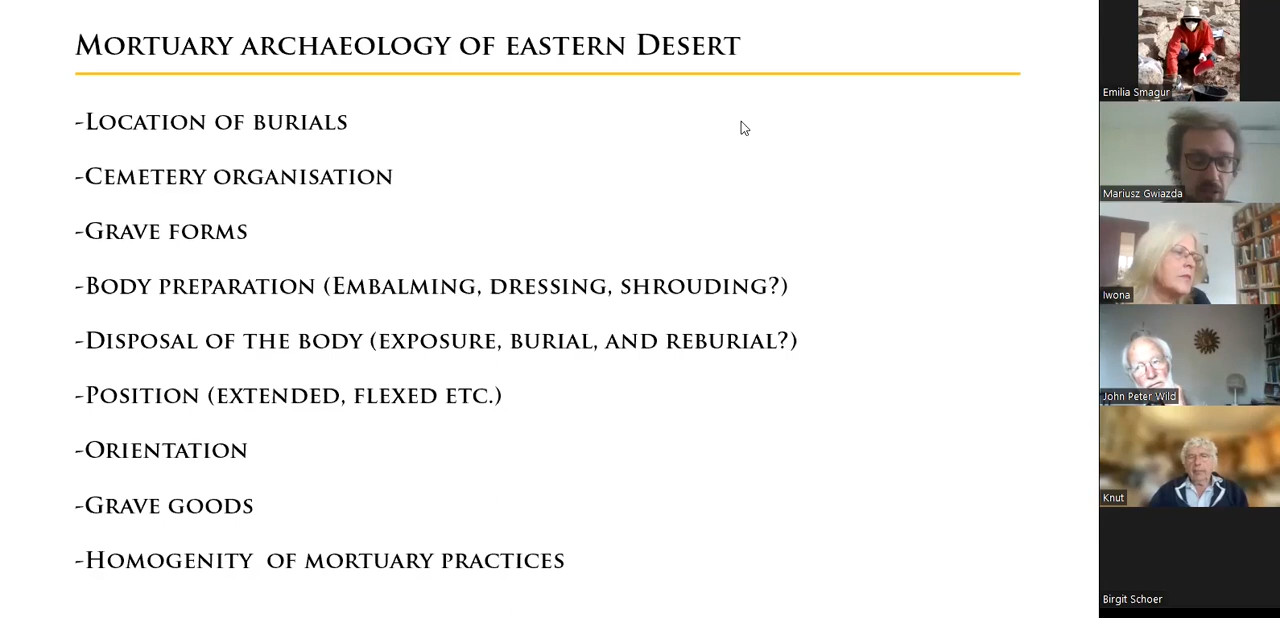 Mortuary archaeology of eastern Desert
-Location of burials
-Cemetery organisation
-Grave forms
-Body preparation (Embalming, dressing, shrouding?)
-Disposal of the body (exposure, burial, and reburial?)
-Position (extended, flexed etc.)
-Orientation
-Grave goods
-Homogenity of mortuary practices
Emilia Smagur
Mariusz Gwiazda
Iwona
John Peter Wild
Knut
Birgit Schoer